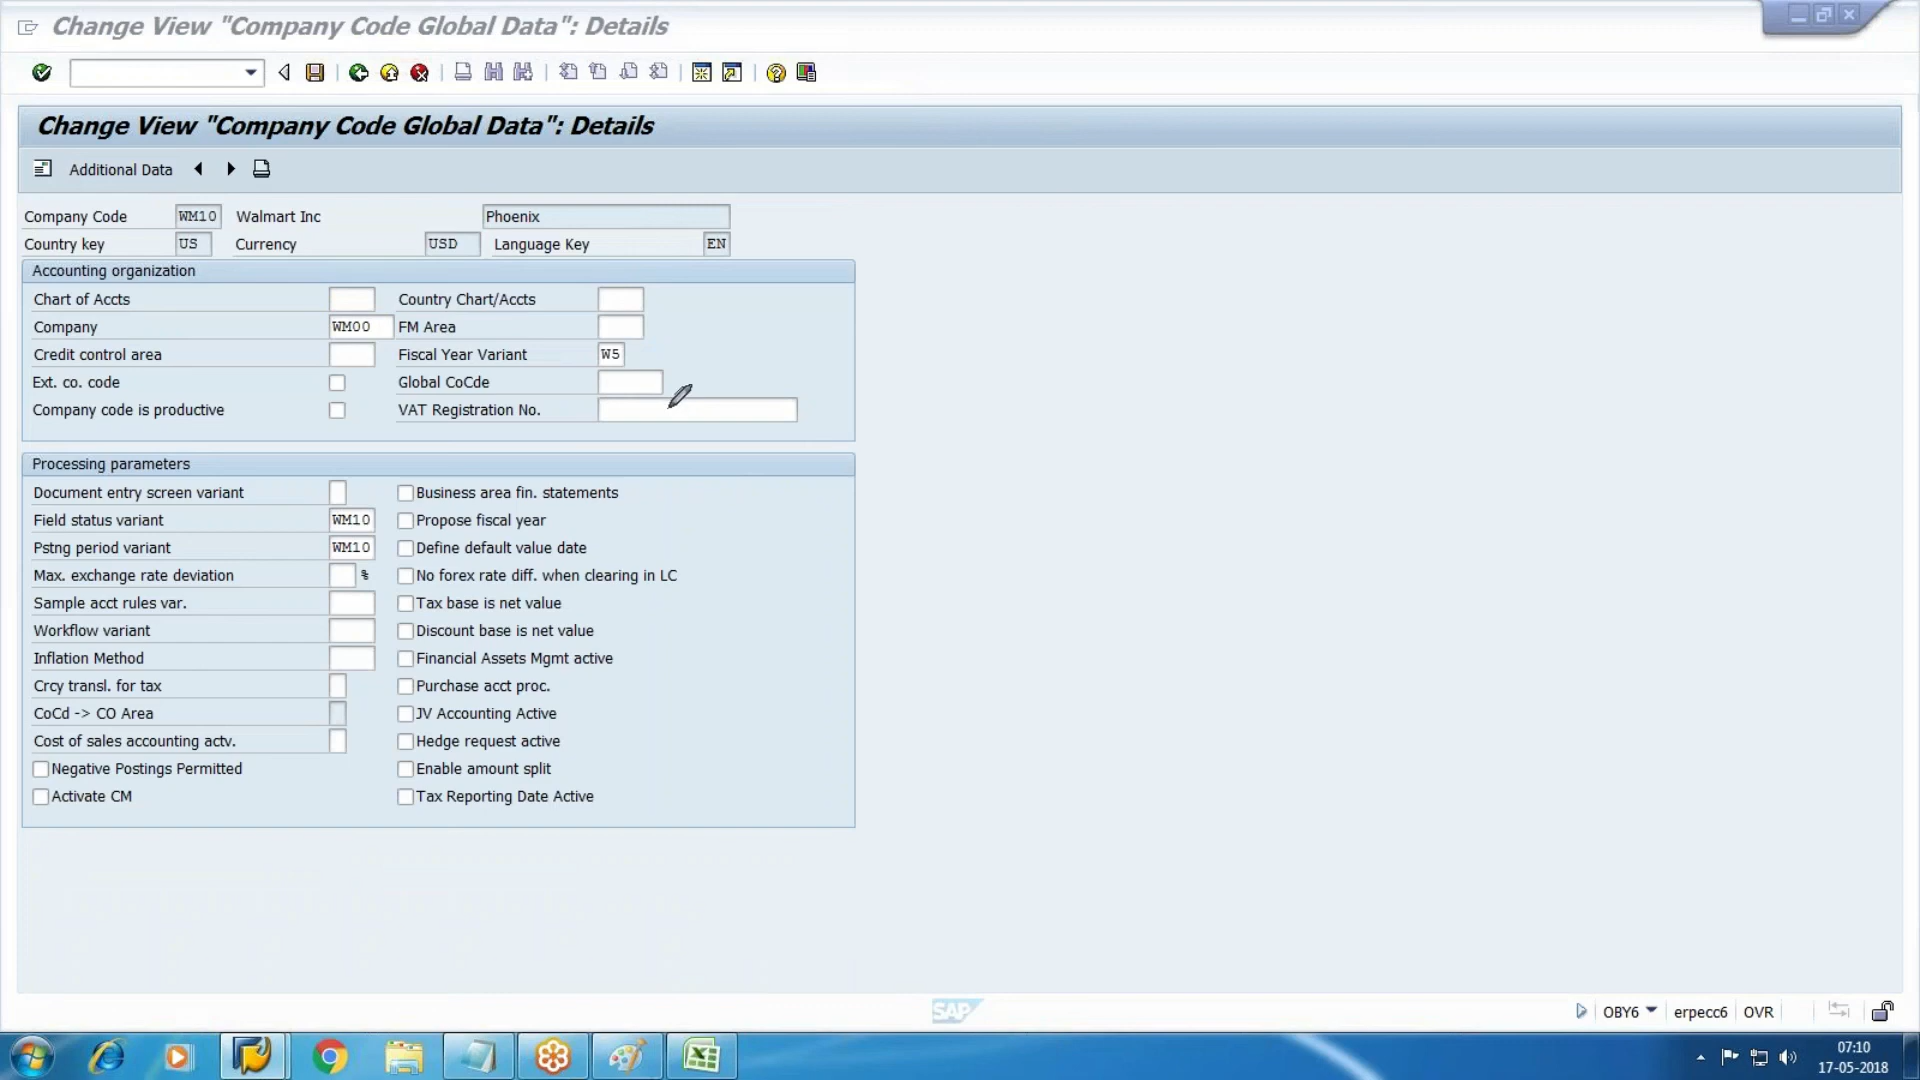 Change View "Company Code Global Data": Details
Change View "Company Code Global Data": Details
Additional Data
Company Code WM10 Walmart Inc Phoenix
Country key US Currency USD Language Key EN
Accounting organization
Chart of Accts Country Chart/Accts
Company WM00 FM Area
Credit control area Fiscal Year Variant W5
Ext. co. code Global CoCde
Company code is productive VAT Registration No.
Processing parameters
Document entry screen variant Business area fin. statements
Field status variant WM10 Propose fiscal year
Pstng period variant WM10 Define default value date
Max. exchange rate deviation % No forex rate diff. when clearing in LC
Sample acct rules var. Tax base is net value
Workflow variant Discount base is net value
Inflation Method Financial Assets Mgmt active
Crcy transl. for tax Purchase acct proc.
CoCd -> CO Area JV Accounting Active
Cost of sales accounting actv. Hedge request active
Negative Postings Permitted Enable amount split
Activate CM Tax Reporting Date Active
SAP OBY6 erpecc6 OVR
07:10
17-05-2018